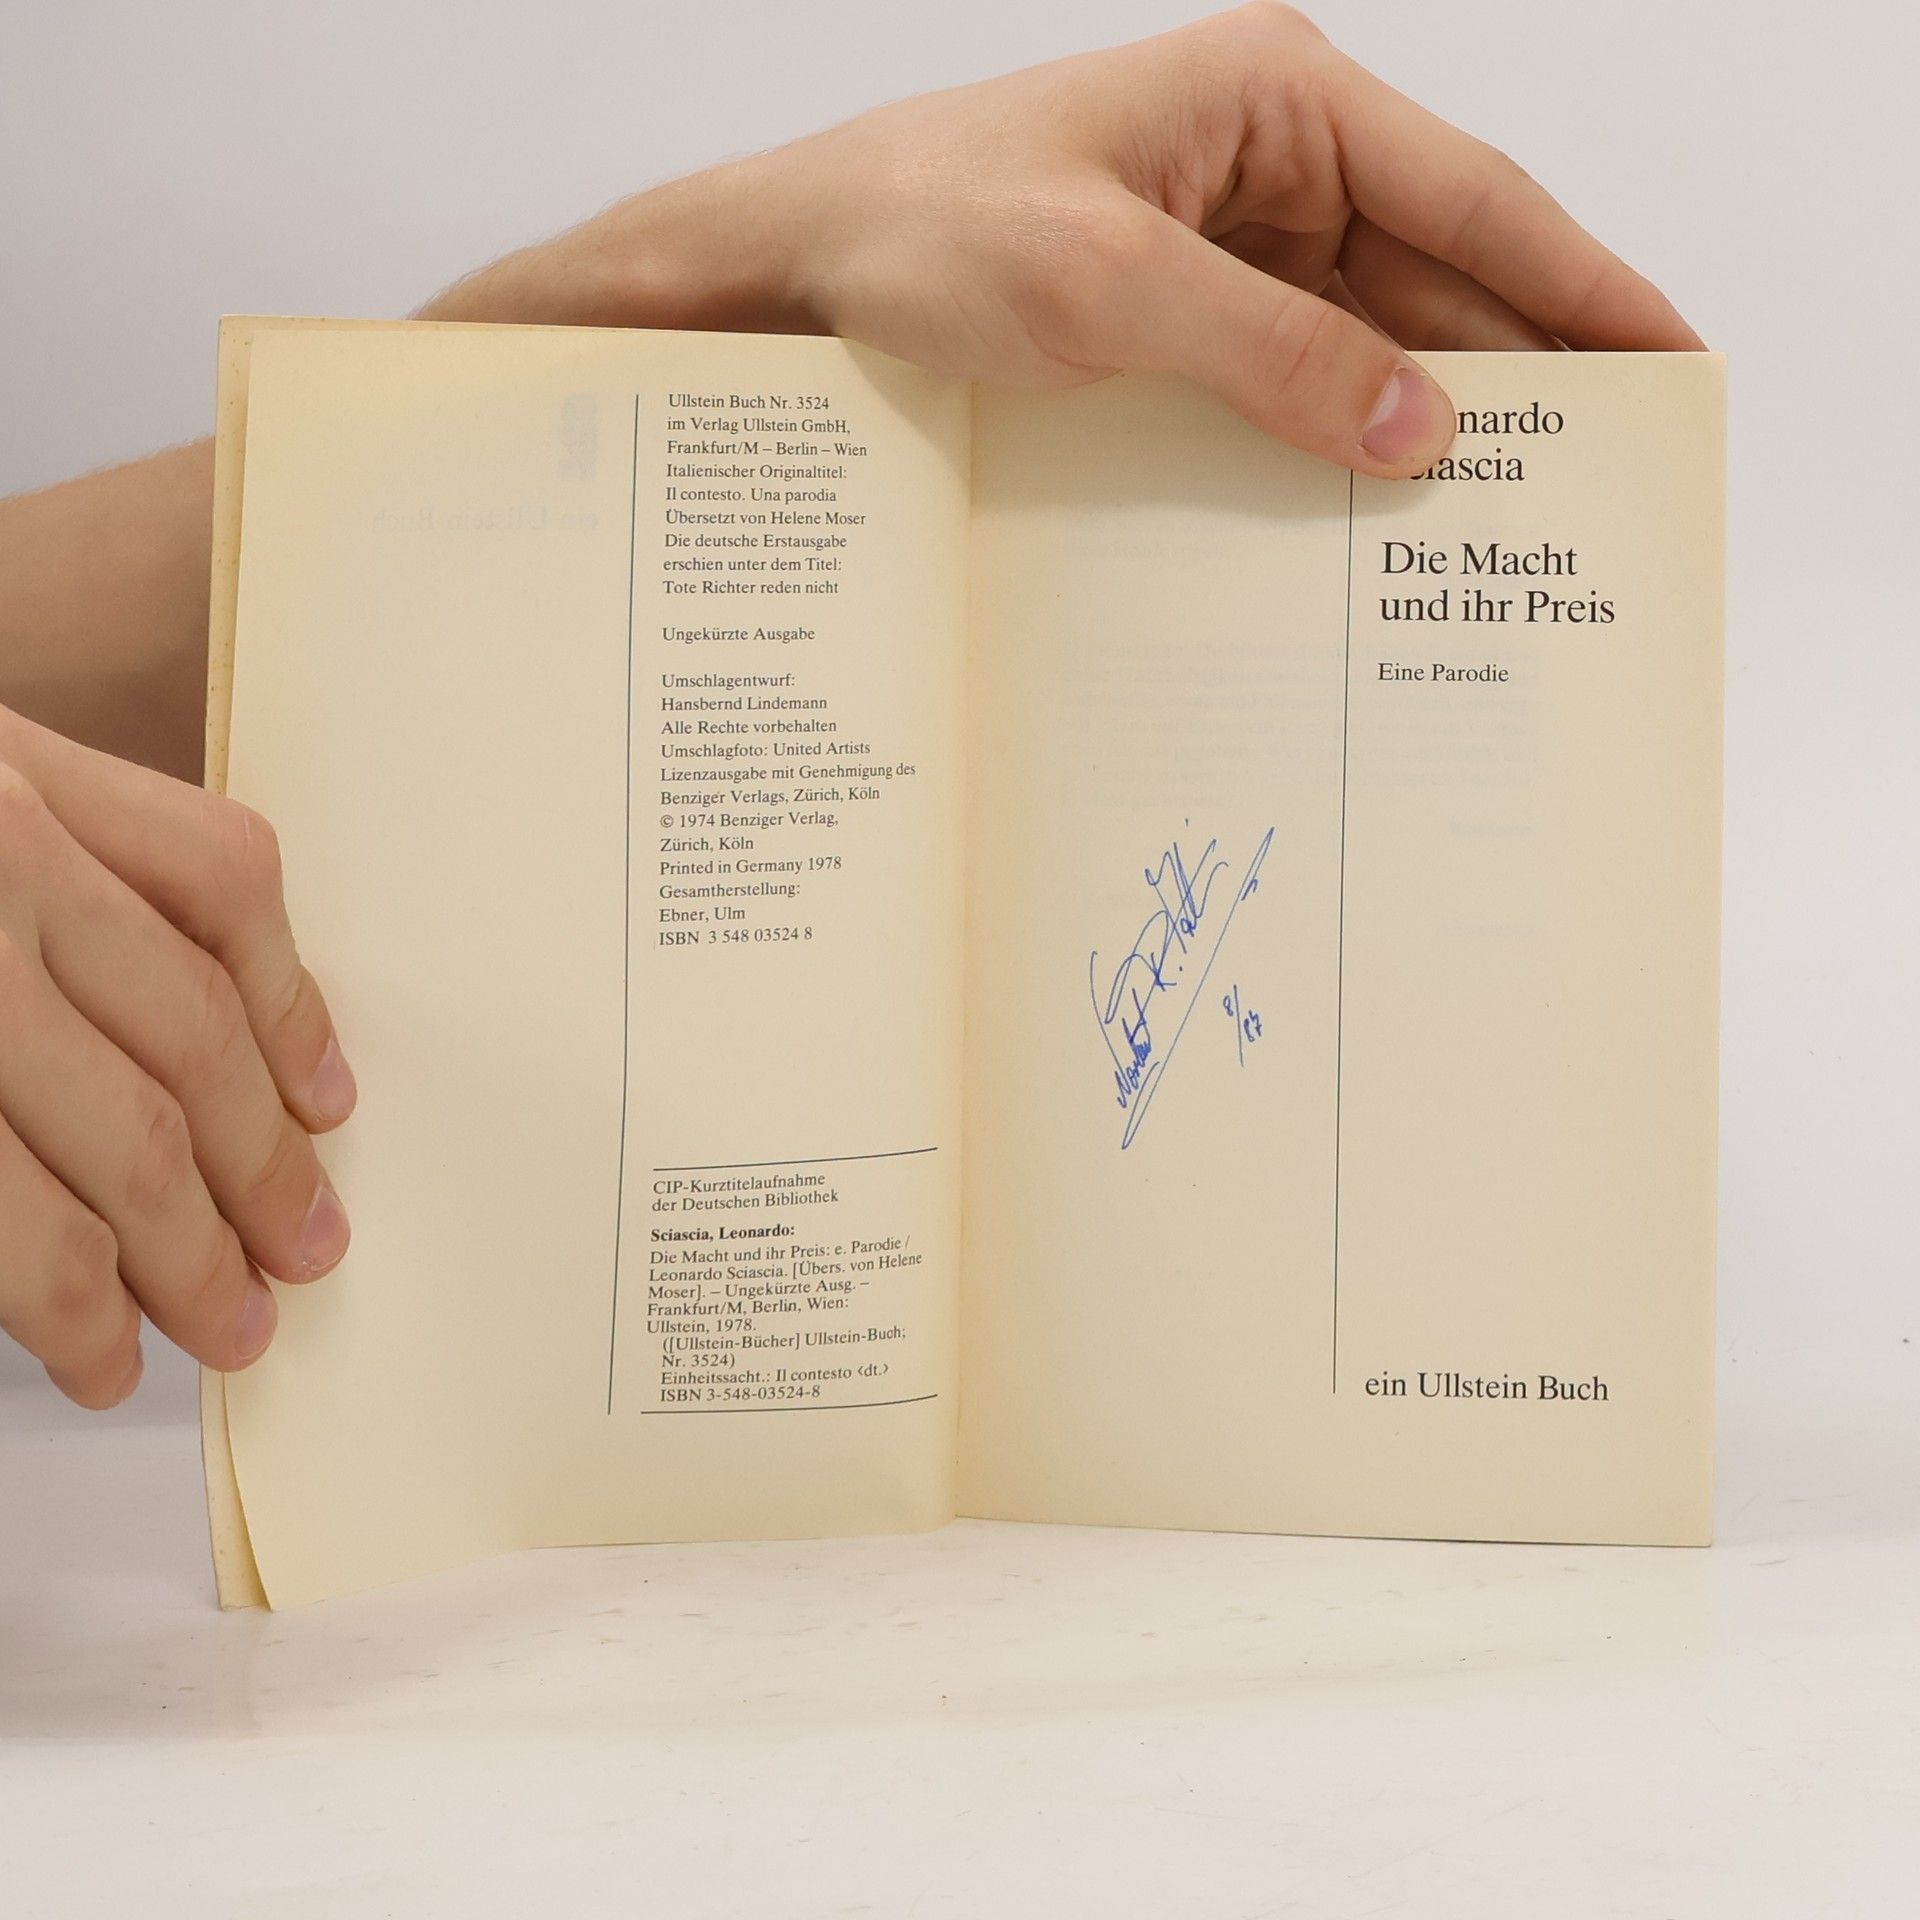 Ullstein Buch Nr. 3524
im Verlag Ullstein GmbH,
Frankfurt/M – Berlin – Wien
Italienischer Originaltitel:
Il contesto. Una parodia
Übersetzt von Helene Moser
Die deutsche Erstausgabe
erschien unter dem Titel:
Tote Richter reden nicht
Ungekürzte Ausgabe
Umschlagentwurf:
Hansbernd Lindemann
Alle Rechte vorbehalten
Umschlagfoto: United Artists
Lizenzausgabe mit Genehmigung des
Benziger Verlags, Zürich, Köln
© 1974 Benziger Verlag,
Zürich, Köln
Printed in Germany 1978
Gesamtherstellung:
Ebner, Ulm
ISBN 3 548 03524 8
CIP-Kurztitelaufnahme
der Deutschen Bibliothek
Sciascia, Leonardo:
Die Macht und ihr Preis: e. Parodie /
Leonardo Sciascia. [Übers. von Helene
Moser]. – Ungekürzte Ausg. –
Frankfurt/M, Berlin, Wien:
Ullstein, 1978.
([Ullstein-Bücher] Ullstein-Buch;
Nr. 3524)
Einheitssacht.: Il contesto ‹dt.›
ISBN 3-548-03524-8
nardo
ciascia
Die Macht
und ihr Preis
Eine Parodie
Norbert K.
8/87
ein Ullstein Buch